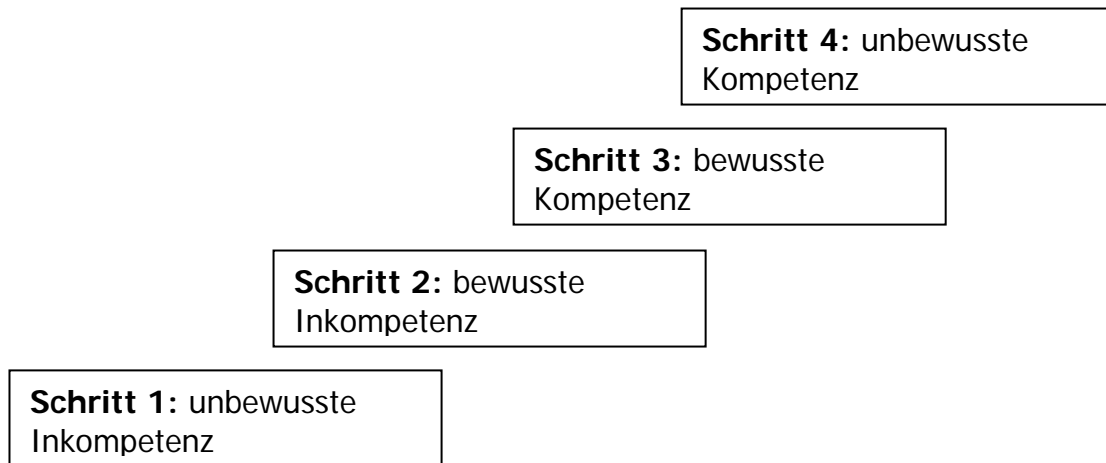 Schritt 4: unbewusste
Kompetenz
Schritt 3: bewusste
Kompetenz
Schritt 2: bewusste
Inkompetenz
Schritt 1: unbewusste
Inkompetenz